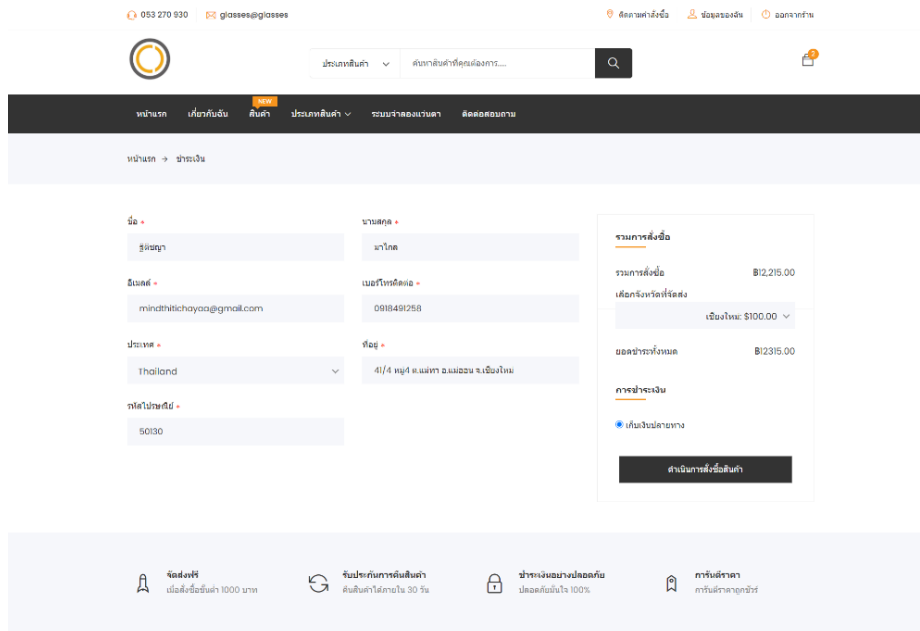 053 270 930
glasses@glasses
ติดตามคำสั่งซื้อ
ข้อมูลของฉัน
ออกจากร้าน
ประเภทสินค้า
ค้นหาสินค้าที่คุณต้องการ....
2
NEW
หน้าแรก
เกี่ยวกับฉัน
สินค้า
ประเภทสินค้า
ระบบจำลองแว่นตา
ติดต่อสอบถาม
หน้าแรก → ชำระเงิน
ชื่อ *
ฐิติชญา
นามสกุล *
มาไกล
อีเมลล์ *
mindthitichayaa@gmail.com
เบอร์โทรติดต่อ *
0918491258
ประเทศ *
Thailand
ที่อยู่ *
41/4 หมู่4 ต.แม่ทา อ.แม่ออน จ.เชียงใหม่
รหัสไปรษณีย์ *
50130
รวมการสั่งซื้อ
รวมการสั่งซื้อ ฿12,215.00
เลือกจังหวัดที่จัดส่ง
เชียงใหม่: $100.00
ยอดชำระทั้งหมด ฿12315.00
การชำระเงิน
เก็บเงินปลายทาง
ดำเนินการสั่งซื้อสินค้า
จัดส่งฟรี
เมื่อสั่งซื้อขั้นต่ำ 1000 บาท
รับประกันการคืนสินค้า
คืนสินค้าได้ภายใน 30 วัน
ชำระเงินอย่างปลอดภัย
ปลอดภัยมั่นใจ 100%
การันตีราคา
การันตีราคาถูกชัวร์